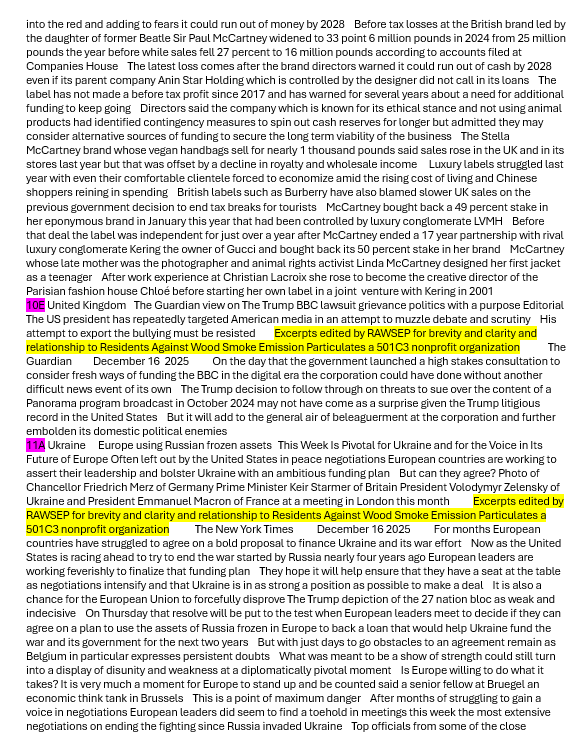 into the red and adding to fears it could run out of money by 2028    Before tax losses at the British brand led by
the daughter of former Beatle Sir Paul McCartney widened to 33 point 6 million pounds in 2024 from 25 million
pounds the year before while sales fell 27 percent to 16 million pounds according to accounts filed at
Companies House    The latest loss comes after the brand directors warned it could run out of cash by 2028
even if its parent company Anin Star Holding which is controlled by the designer did not call in its loans    The
label has not made a before tax profit since 2017 and has warned for several years about a need for additional
funding to keep going    Directors said the company which is known for its ethical stance and not using animal
products had identified contingency measures to spin out cash reserves for longer but admitted they may
consider alternative sources of funding to secure the long term viability of the business    The Stella
McCartney brand whose vegan handbags sell for nearly 1 thousand pounds said sales rose in the UK and in its
stores last year but that was offset by a decline in royalty and wholesale income    Luxury labels struggled last
year with even their comfortable clientele forced to economize amid the rising cost of living and Chinese
shoppers reining in spending    British labels such as Burberry have also blamed slower UK sales on the
previous government decision to end tax breaks for tourists    McCartney bought back a 49 percent stake in
her eponymous brand in January this year that had been controlled by luxury conglomerate LVMH    Before
that deal the label was independent for just over a year after McCartney ended a 17 year partnership with rival
luxury conglomerate Kering the owner of Gucci and bought back its 50 percent stake in her brand    McCartney
whose late mother was the photographer and animal rights activist Linda McCartney designed her first jacket
as a teenager    After work experience at Christian Lacroix she rose to become the creative director of the
Parisian fashion house Chloé before starting her own label in a joint venture with Kering in 2001
10E United Kingdom    The Guardian view on The Trump BBC lawsuit grievance politics with a purpose Editorial
The US president has repeatedly targeted American media in an attempt to muzzle debate and scrutiny    His
attempt to export the bullying must be resisted    Excerpts edited by RAWSEP for brevity and clarity and
relationship to Residents Against Wood Smoke Emission Particulates a 501C3 nonprofit organization    The
Guardian    December 16 2025    On the day that the government launched a high stakes consultation to
consider fresh ways of funding the BBC in the digital era the corporation could have done without another
difficult news event of its own    The Trump decision to follow through on threats to sue over the content of a
Panorama program broadcast in October 2024 may not have come as a surprise given the Trump litigious
record in the United States    But it will add to the general air of beleaguerment at the corporation and further
embolden its domestic political enemies
11A Ukraine    Europe using Russian frozen assets    This Week Is Pivotal for Ukraine and for the Voice in Its
Future of Europe Often left out by the United States in peace negotiations European countries are working to
assert their leadership and bolster Ukraine with an ambitious funding plan    But can they agree? Photo of
Chancellor Friedrich Merz of Germany Prime Minister Keir Starmer of Britain President Volodymyr Zelensky of
Ukraine and President Emmanuel Macron of France at a meeting in London this month    Excerpts edited by
RAWSEP for brevity and clarity and relationship to Residents Against Wood Smoke Emission Particulates a
501C3 nonprofit organization    The New York Times    December 16 2025    For months European
countries have struggled to agree on a bold proposal to finance Ukraine and its war effort    Now as the United
States is racing ahead to try to end the war started by Russia nearly four years ago European leaders are
working feverishly to finalize that funding plan    They hope it will help ensure that they have a seat at the table
as negotiations intensify and that Ukraine is in as strong a position as possible to make a deal    It is also a
chance for the European Union to forcefully disprove The Trump depiction of the 27 nation bloc as weak and
indecisive    On Thursday that resolve will be put to the test when European leaders meet to decide if they can
agree on a plan to use the assets of Russia frozen in Europe to back a loan that would help Ukraine fund the
war and its government for the next two years    But with just days to go obstacles to an agreement remain as
Belgium in particular expresses persistent doubts    What was meant to be a show of strength could still turn
into a display of disunity and weakness at a diplomatically pivotal moment    Is Europe willing to do what it
takes? It is very much a moment for Europe to stand up and be counted said a senior fellow at Bruegel an
economic think tank in Brussels    This is a point of maximum danger    After months of struggling to gain a
voice in negotiations European leaders did seem to find a toehold in meetings this week the most extensive
negotiations on ending the fighting since Russia invaded Ukraine    Top officials from some of the close